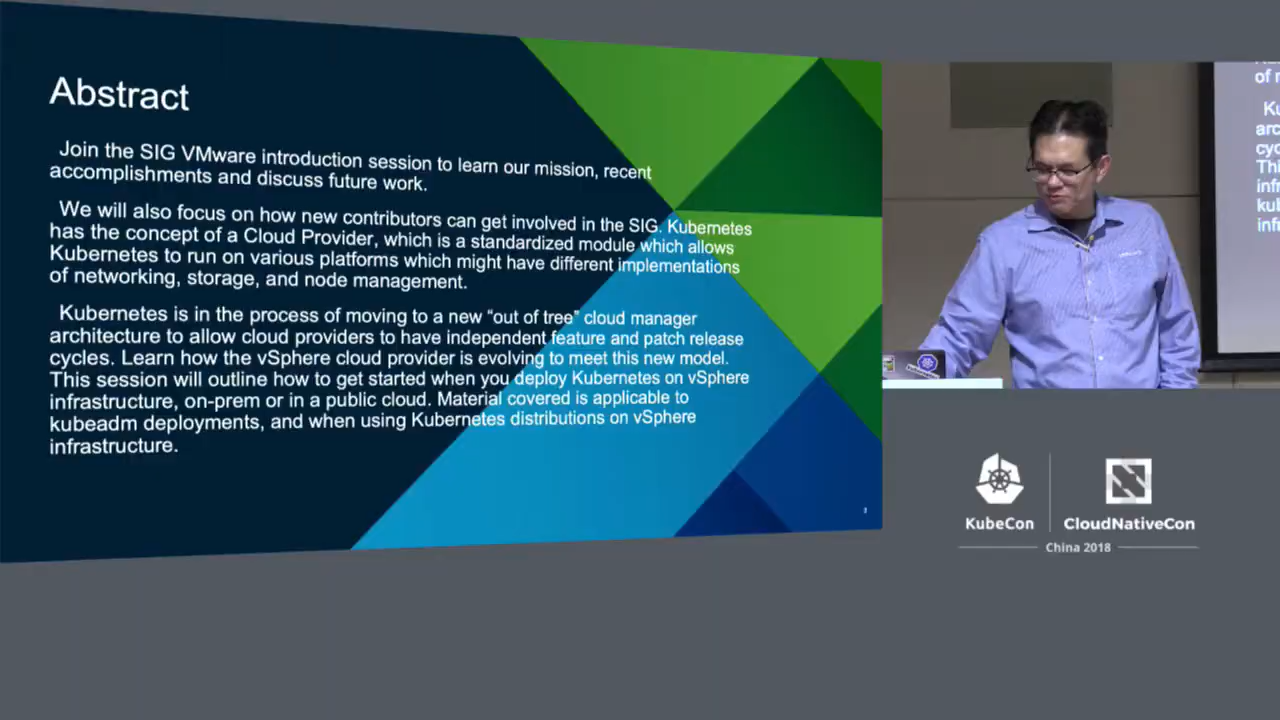 Abstract
Join the SIG VMware introduction session to learn our mission, recent
accomplishments and discuss future work.
We will also focus on how new contributors can get involved in the SIG. Kubernetes
has the concept of a Cloud Provider, which is a standardized module which allows
Kubernetes to run on various platforms which might have different implementations
of networking, storage, and node management.
Kubernetes is in the process of moving to a new “out of tree” cloud manager
architecture to allow cloud providers to have independent feature and patch release
cycles. Learn how the vSphere cloud provider is evolving to meet this new model.
This session will outline how to get started when you deploy Kubernetes on vSphere
infrastructure, on-prem or in a public cloud. Material covered is applicable to
kubeadm deployments, and when using Kubernetes distributions on vSphere
infrastructure.
of
KubeCon
CloudNativeCon
China 2018